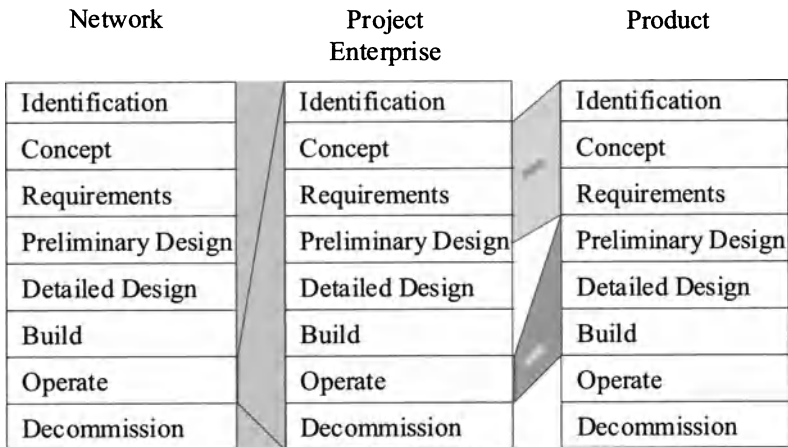 Network
Project
Enterprise
Product
Identification
Concept
Requirements
Preliminary Design
Detailed Design
Build
Operate
Decommission
Identification
Concept
Requirements
Preliminary Design
Detailed Design
Build
Operate
Decommission
Identification
Concept
Requirements
Preliminary Design
Detailed Design
Build
Operate
Decommission